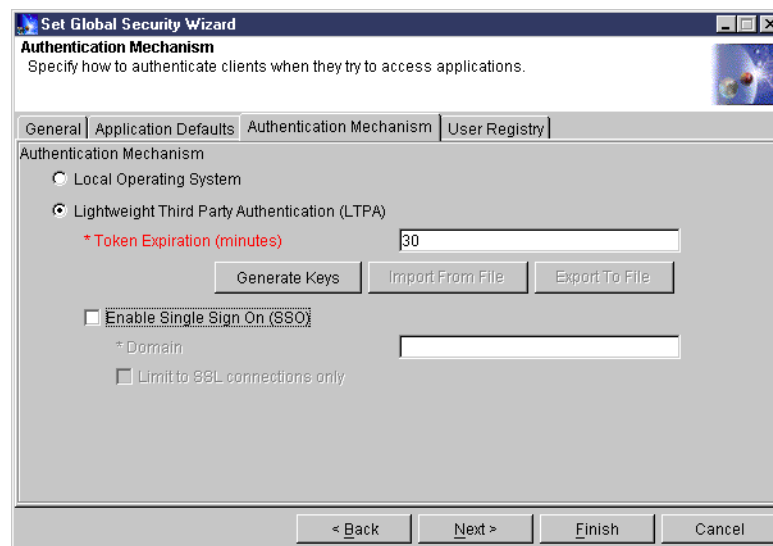 Set Global Security Wizard
Authentication Mechanism
Specify how to authenticate clients when they try to access applications.
General Application Defaults Authentication Mechanism User Registry
Authentication Mechanism
Local Operating System
Lightweight Third Party Authentication (LTPA)
* Token Expiration (minutes) 30
Generate Keys Import From File Export To File
Enable Single Sign On (SSO)
* Domain
Limit to SSL connections only
< Back Next > Finish Cancel